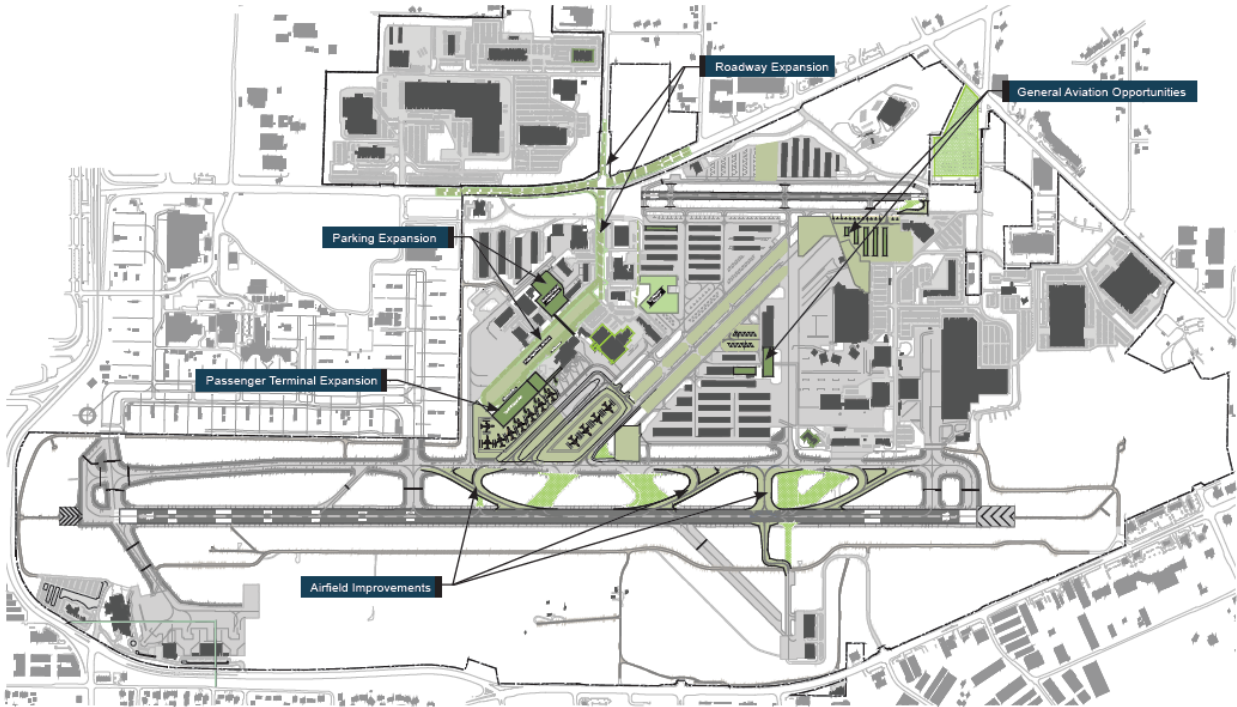 Roadway Expansion
General Aviation Opportunities
Parking Expansion
Passenger Terminal Expansion
Airfield Improvements